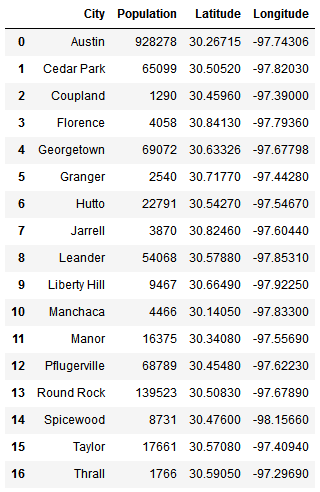 City Population Latitude Longitude
0 Austin 928278 30.26715 -97.74306
1 Cedar Park 65099 30.50520 -97.82030
2 Coupland 1290 30.45960 -97.39000
3 Florence 4058 30.84130 -97.79360
4 Georgetown 69072 30.63326 -97.67798
5 Granger 2540 30.71770 -97.44280
6 Hutto 22791 30.54270 -97.54670
7 Jarrell 3870 30.82460 -97.60440
8 Leander 54068 30.57880 -97.85310
9 Liberty Hill 9467 30.66490 -97.92250
10 Manchaca 4466 30.14050 -97.83300
11 Manor 16375 30.34080 -97.55690
12 Pflugerville 68789 30.45480 -97.62230
13 Round Rock 139523 30.50830 -97.67890
14 Spicewood 8731 30.47600 -98.15660
15 Taylor 17661 30.57080 -97.40940
16 Thrall 1766 30.59050 -97.29690